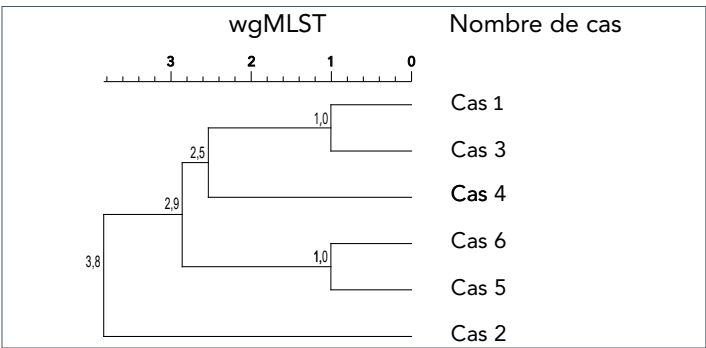 wgMLST Nombre de cas
3 2 1 0
Cas 1
1,0
Cas 3
2,5
Cas 4
2,9
Cas 6
1,0
3,8
Cas 5
Cas 2